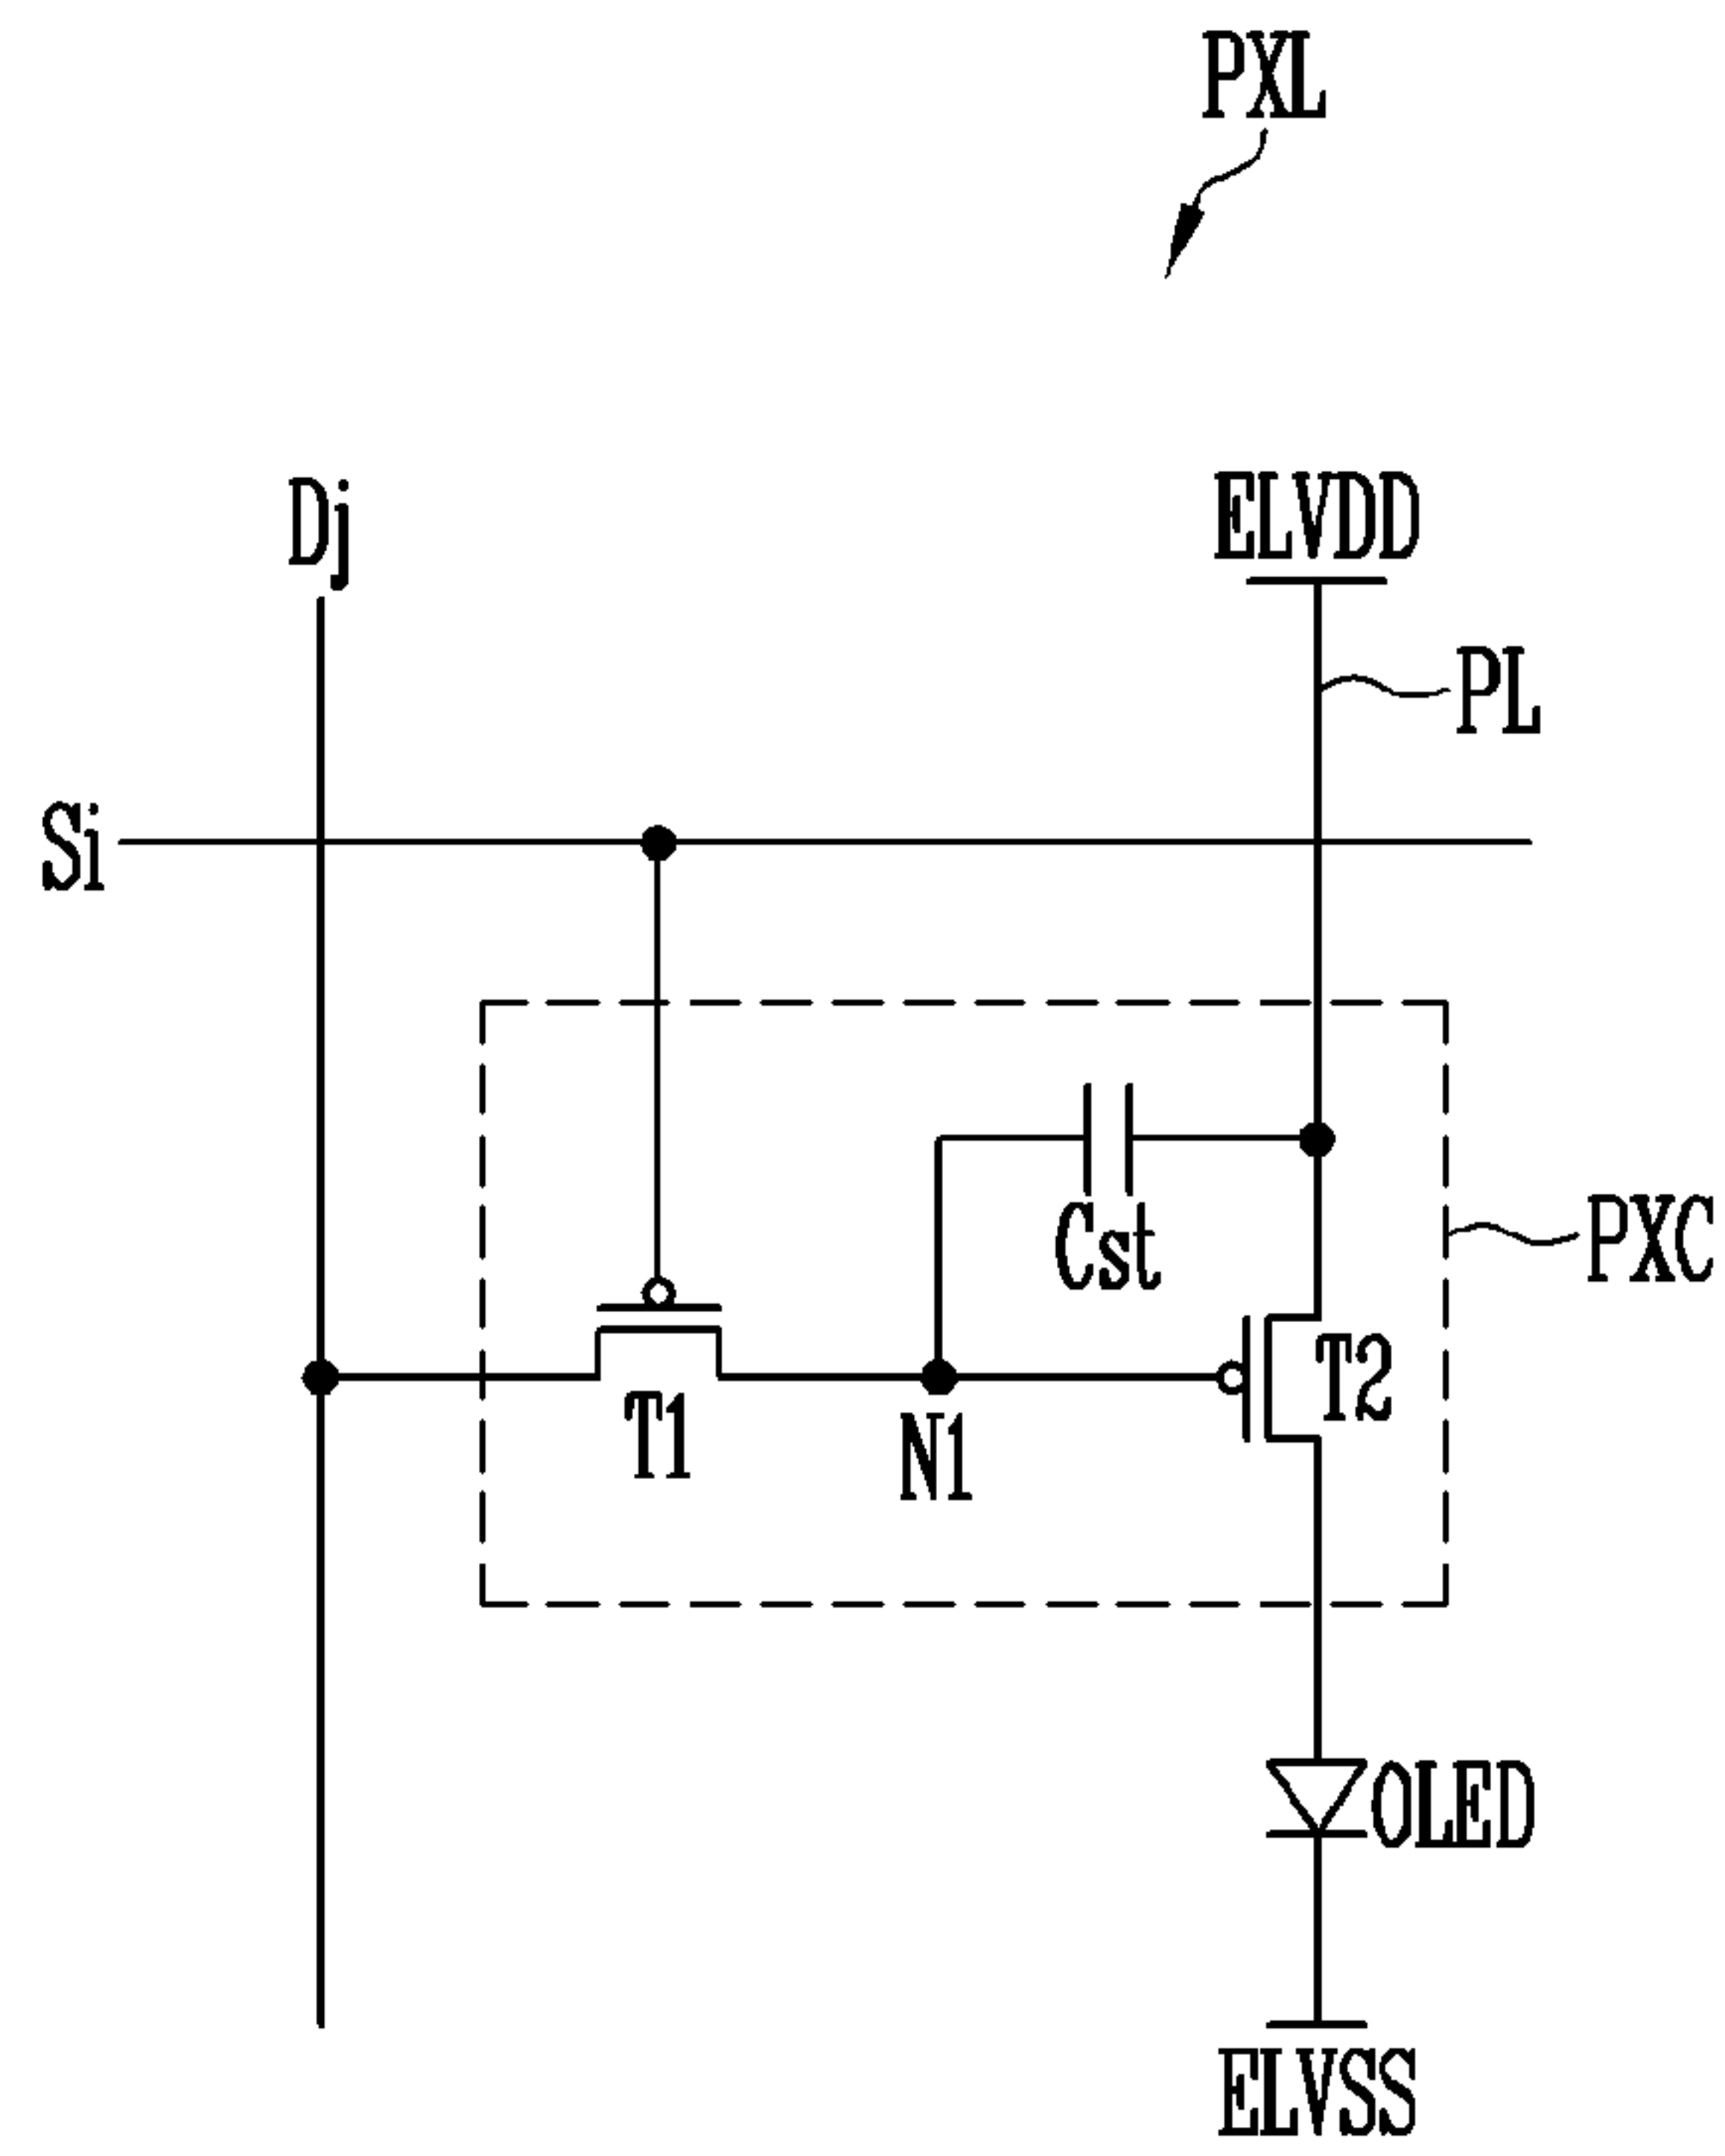 PXL
Dj
ELVDD
PL
Si
Cst
PXC
T2
T1
N1
OLED
ELVSS